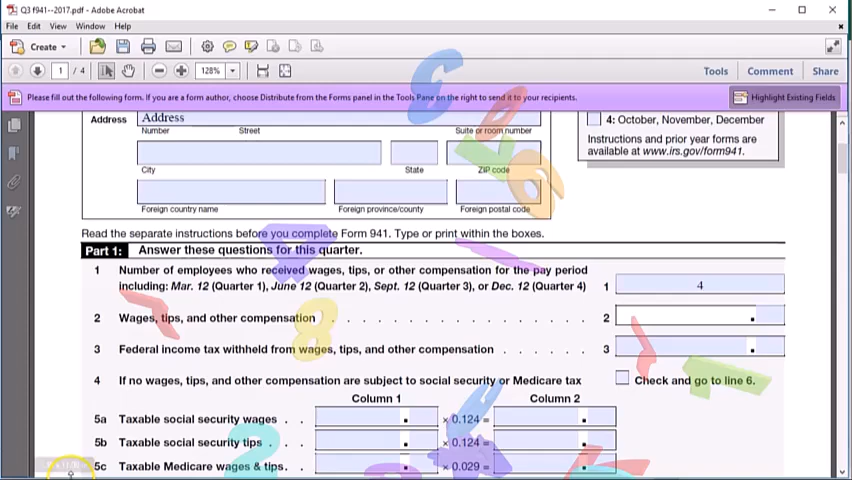 Q3 f941--2017.pdf - Adobe Acrobat
File Edit View Window Help
Create
1 / 4 128% Tools Comment Share
Please fill out the following form. If you are a form author, choose Distribute from the Forms panel in the Tools Pane on the right to send it to your recipients. Highlight Existing Fields
Address Address
Number Street Suite or room number
City State ZIP code
Foreign country name Foreign province/county Foreign postal code
4: October, November, December
Instructions and prior year forms are
available at www.irs.gov/form941.
Read the separate instructions before you complete Form 941. Type or print within the boxes.
Part 1: Answer these questions for this quarter.
1 Number of employees who received wages, tips, or other compensation for the pay period
including: Mar. 12 (Quarter 1), June 12 (Quarter 2), Sept. 12 (Quarter 3), or Dec. 12 (Quarter 4) 1 4
2 Wages, tips, and other compensation . . . . . . . . . . . . . . . . . 2 .
3 Federal income tax withheld from wages, tips, and other compensation . . . . . . 3 .
4 If no wages, tips, and other compensation are subject to social security or Medicare tax Check and go to line 6.
Column 1 Column 2
5a Taxable social security wages . . . × 0.124 = .
5b Taxable social security tips . . . × 0.124 = .
5c Taxable Medicare wages & tips. . . × 0.029 = .